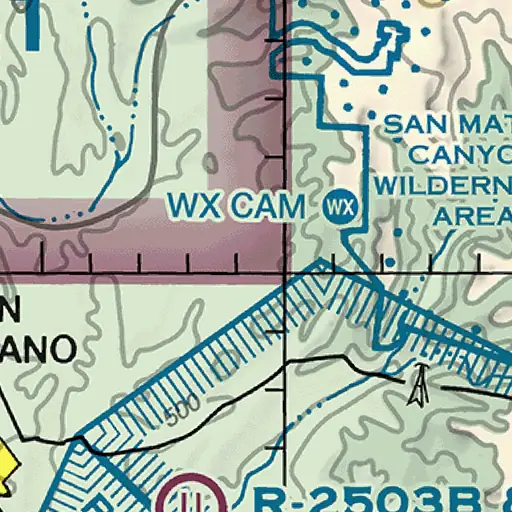 SAN MAT
CANYO
WILDERN
AREA
WX CAM WX
N
ANO
500
R-2503B &